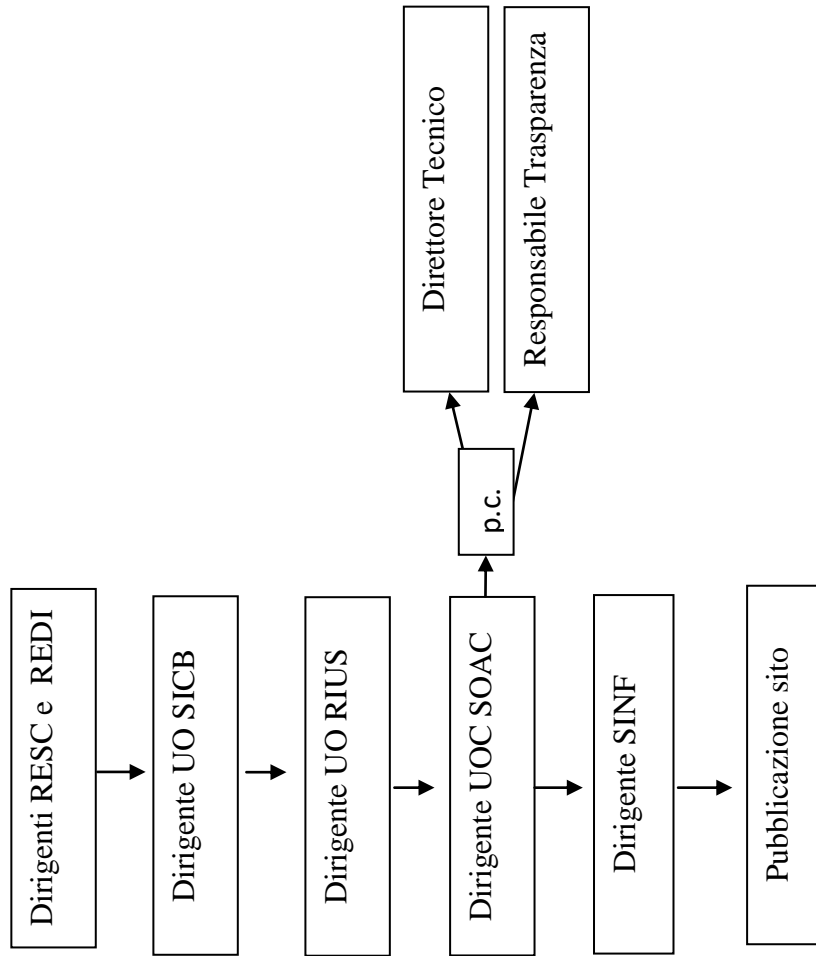 Dirigenti RESC e REDI
Dirigente UO SICB
Dirigente UO RIUS
Dirigente UOC SOAC
p.c.
Direttore Tecnico
Responsabile Trasparenza
Dirigente SINF
Pubblicazione sito